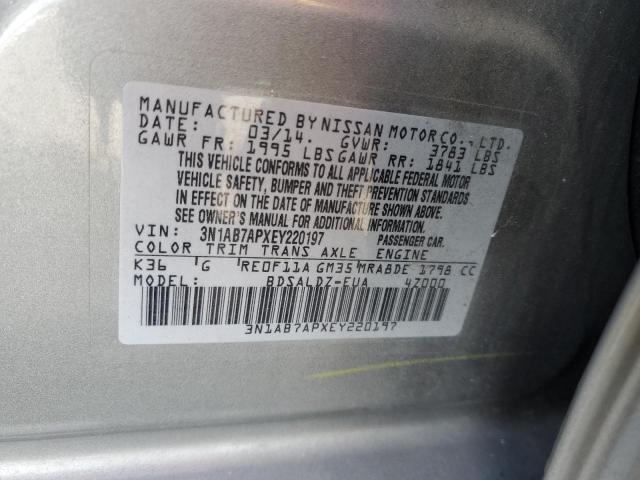 MANUFACTURED BY NISSAN MOTOR CO., LTD.
DATE: 03/14. GVWR: 3783 LBS
GAWR FR: 1995 LBS GAWR RR: 1841 LBS
THIS VEHICLE CONFORMS TO ALL APPLICABLE FEDERAL MOTOR
VEHICLE SAFETY, BUMPER AND THEFT PREVENTION STANDARDS
IN EFFECT ON THE DATE OF MANUFACTURE SHOWN ABOVE.
SEE OWNER'S MANUAL FOR ADDITIONAL INFORMATION
VIN: 3N1AB7APXEY220197 PASSENGER CAR.
COLOR TRIM TRANS AXLE ENGINE
K36 G RE0F11A GM35 MRA8DE 1798 CC
MODEL: BDSALDZ-EUA 4Z000
3N1AB7APXEY220197